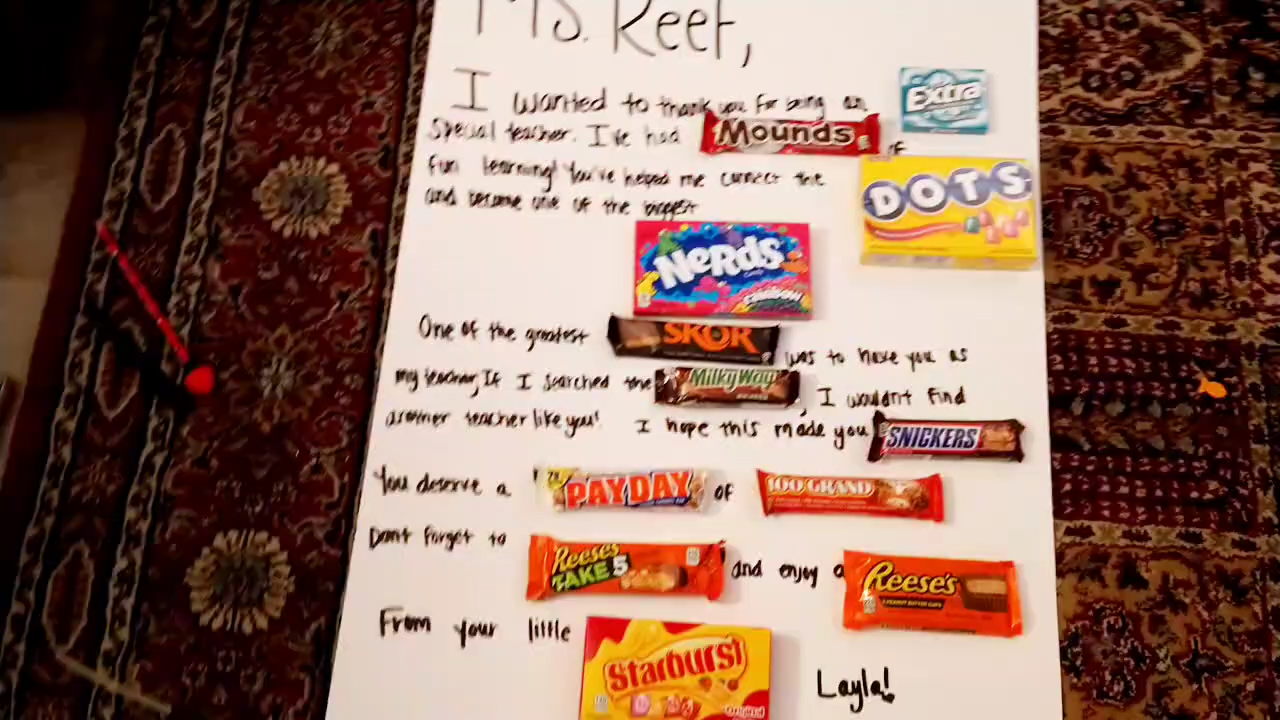 Ms. Reef,
I wanted to thank you for being an Extra
special teacher. I've had Mounds of
fun learning! You've helped me connect the DOTS
and become one of the biggest
NeRds
One of the greatest SKOR was to have you as
my teacher, If I searched the MilkyWay, I wouldn't find
another teacher like you! I hope this made you SNICKERS
You deserve a PAYDAY of 100 GRAND
Dont forget to Reese's TAKE 5 and enjoy a Reese's
From your little Starburst
Layla!